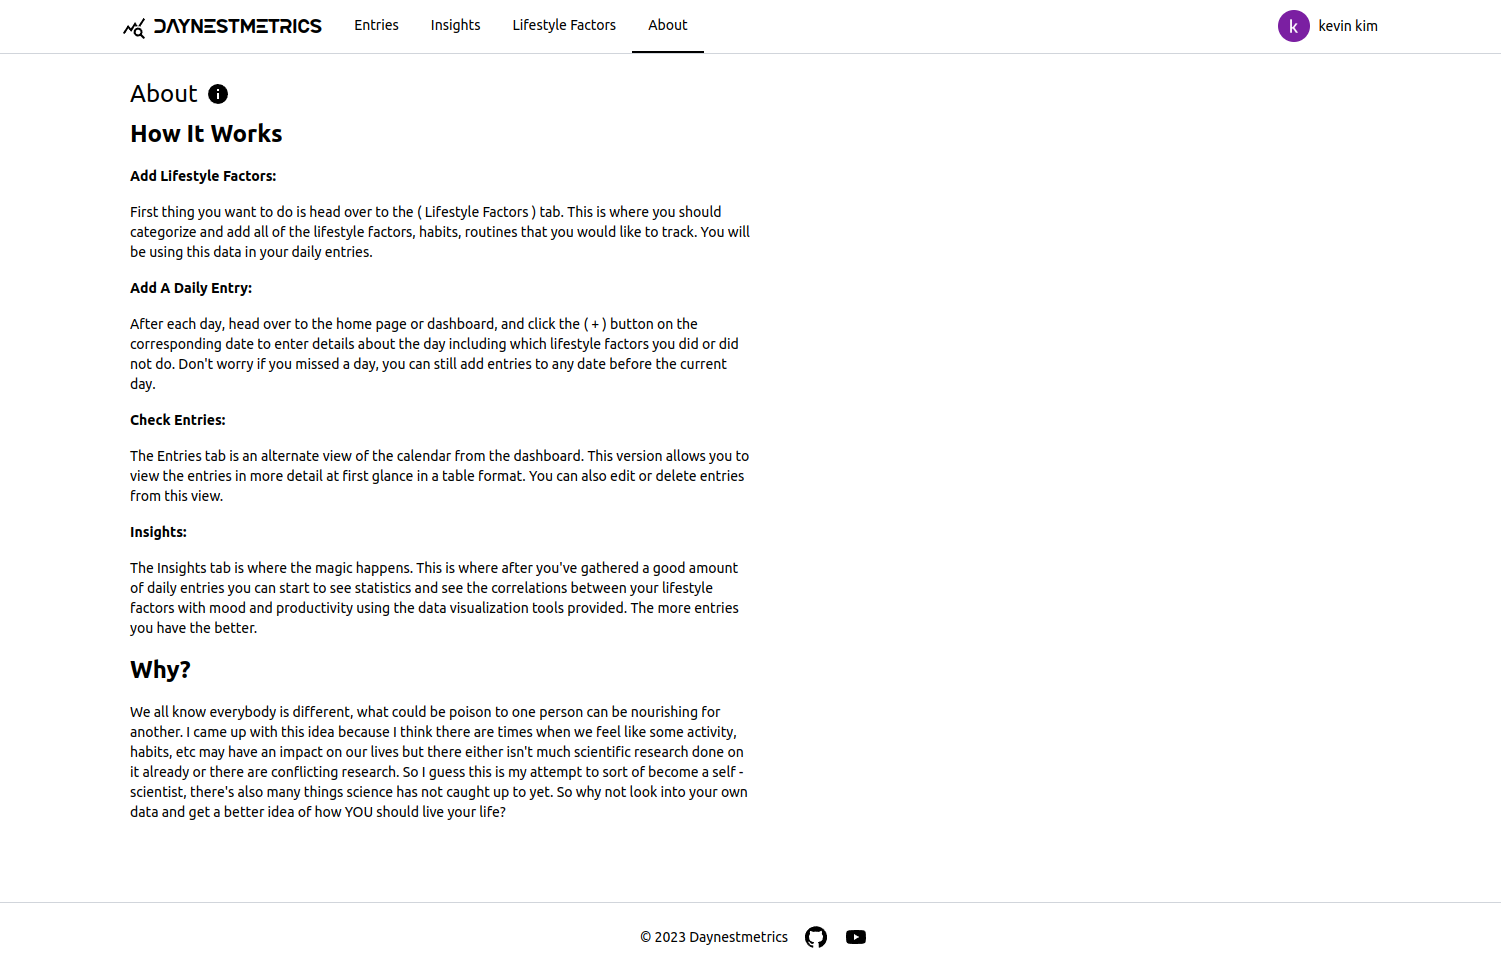 DAYNESTMETRICS
Entries
Insights
Lifestyle Factors
About
k
kevin kim
About
How It Works
Add Lifestyle Factors:
First thing you want to do is head over to the ( Lifestyle Factors ) tab. This is where you should
categorize and add all of the lifestyle factors, habits, routines that you would like to track. You will
be using this data in your daily entries.
Add A Daily Entry:
After each day, head over to the home page or dashboard, and click the ( + ) button on the
corresponding date to enter details about the day including which lifestyle factors you did or did
not do. Don't worry if you missed a day, you can still add entries to any date before the current
day.
Check Entries:
The Entries tab is an alternate view of the calendar from the dashboard. This version allows you to
view the entries in more detail at first glance in a table format. You can also edit or delete entries
from this view.
Insights:
The Insights tab is where the magic happens. This is where after you've gathered a good amount
of daily entries you can start to see statistics and see the correlations between your lifestyle
factors with mood and productivity using the data visualization tools provided. The more entries
you have the better.
Why?
We all know everybody is different, what could be poison to one person can be nourishing for
another. I came up with this idea because I think there are times when we feel like some activity,
habits, etc may have an impact on our lives but there either isn't much scientific research done on
it already or there are conflicting research. So I guess this is my attempt to sort of become a self -
scientist, there's also many things science has not caught up to yet. So why not look into your own
data and get a better idea of how YOU should live your life?
© 2023 Daynestmetrics